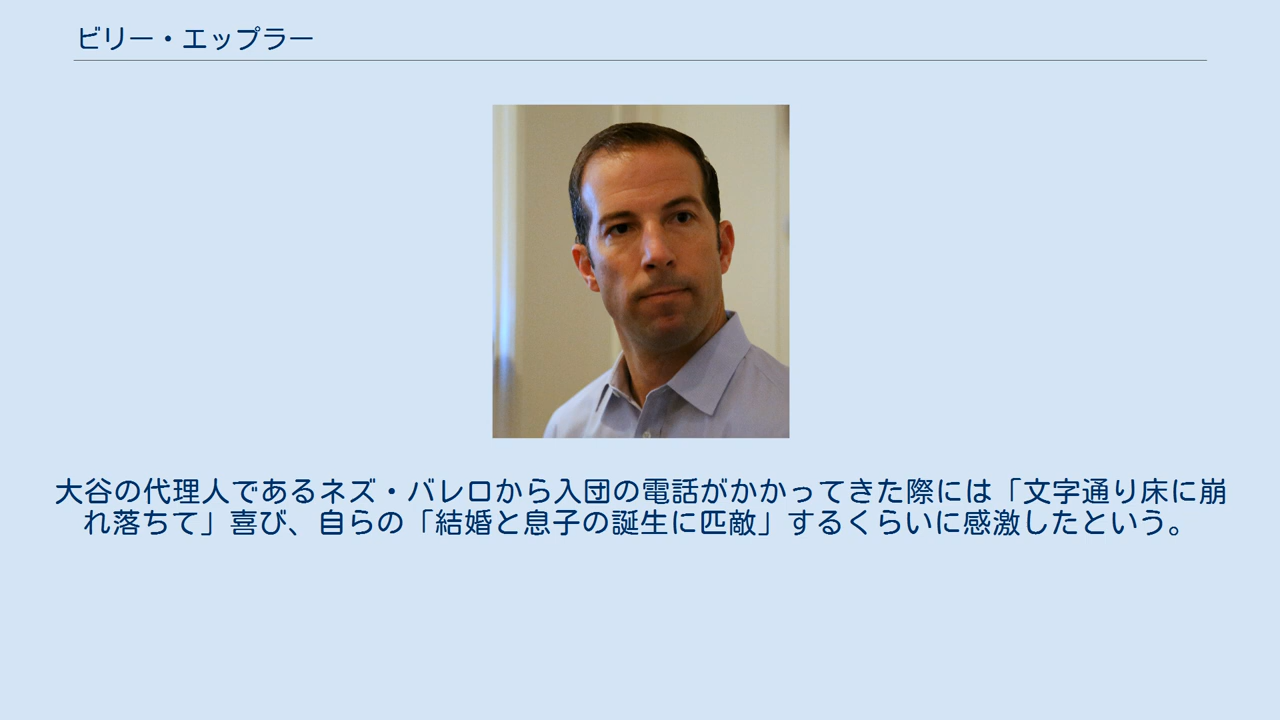 ビリー・エップラー
大谷の代理人であるネズ・バレロから入団の電話がかかってきた際には「文字通り床に崩
れ落ちて」喜び、自らの「結婚と息子の誕生に匹敵」するくらいに感激したという。